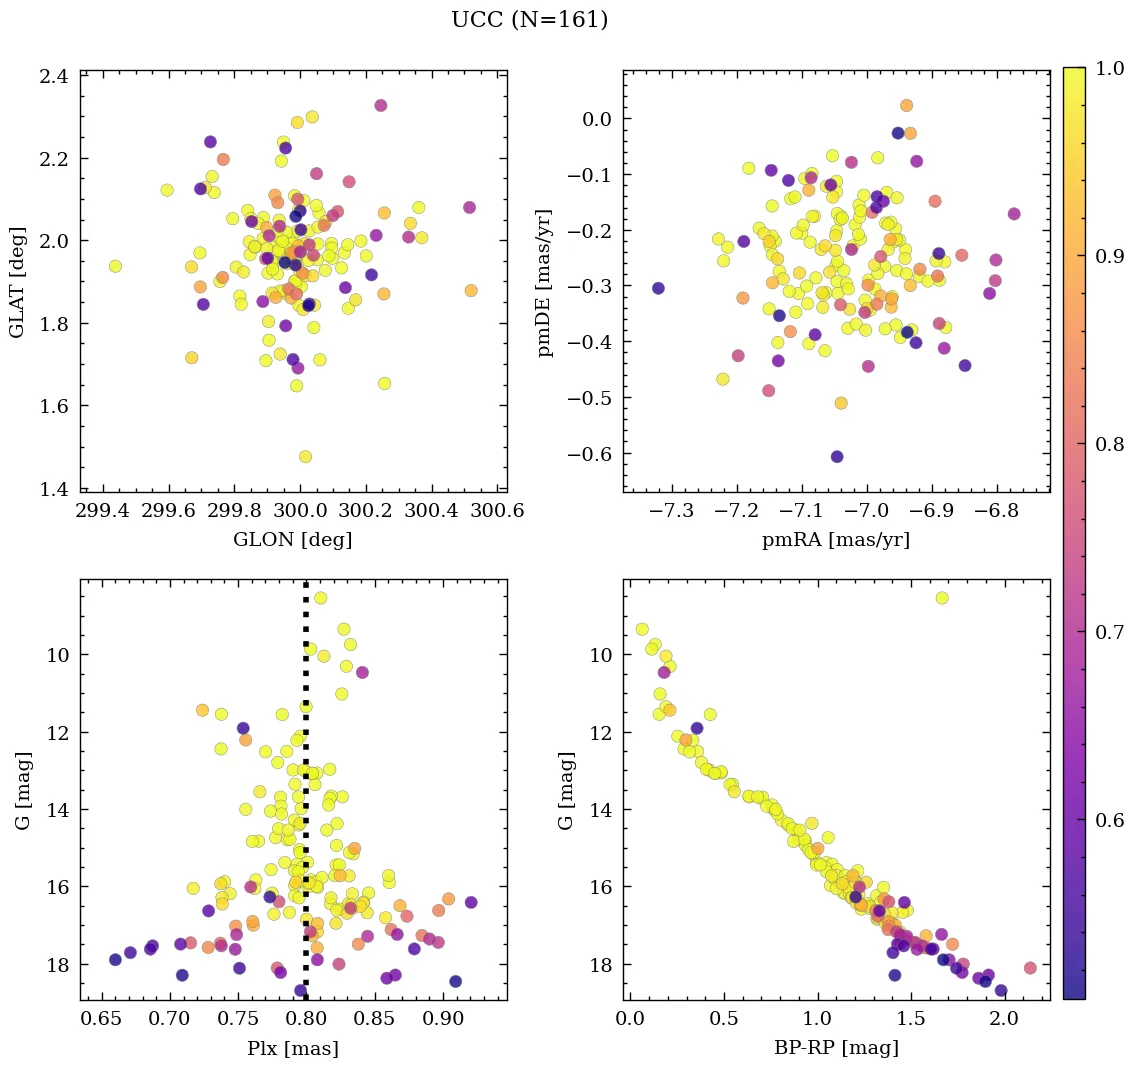 UCC (N=161)
2.4
2.2
2.0
1.8
1.6
1.4
GLAT [deg]
299.4 299.6 299.8 300.0 300.2 300.4 300.6
GLON [deg]
0.0
−0.1
−0.2
−0.3
−0.4
−0.5
−0.6
pmDE [mas/yr]
−7.3 −7.2 −7.1 −7.0 −6.9 −6.8
pmRA [mas/yr]
1.0
0.9
0.8
0.7
0.6
10
12
14
16
18
G [mag]
0.65 0.70 0.75 0.80 0.85 0.90
Plx [mas]
10
12
14
16
18
G [mag]
0.0 0.5 1.0 1.5 2.0
BP-RP [mag]